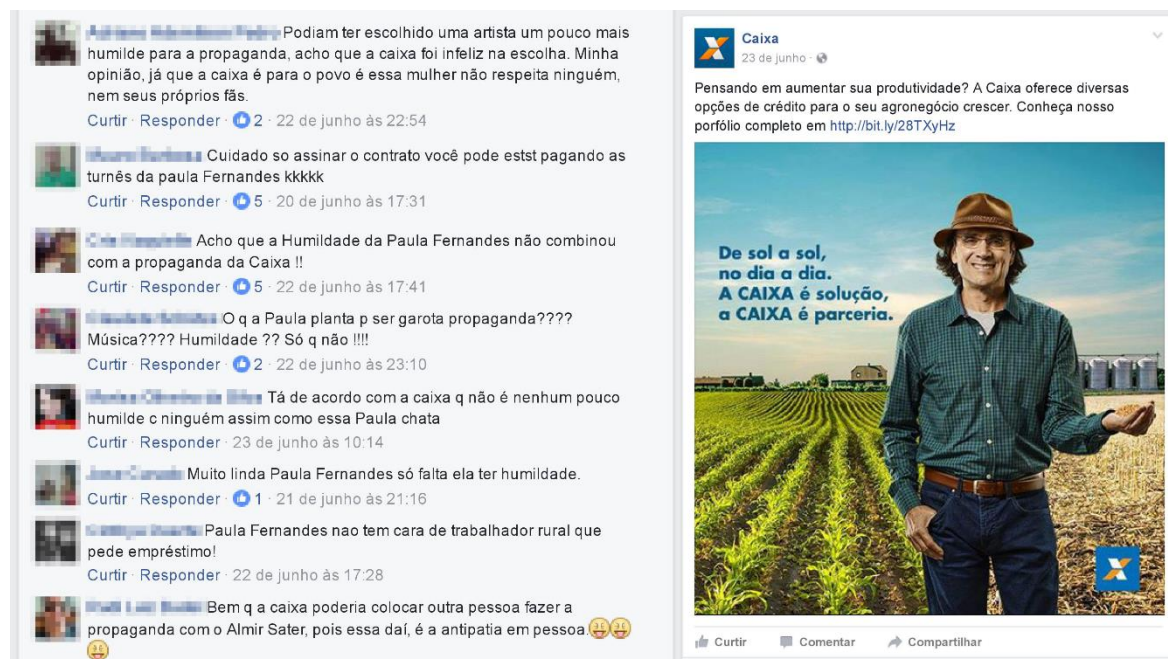 Podiam ter escolhido uma artista um pouco mais
humilde para a propaganda, acho que a caixa foi infeliz na escolha. Minha
opinião, já que a caixa é para o povo é essa mulher não respeita ninguém,
nem seus próprios fãs.
Curtir · Responder · 2 · 22 de junho às 22:54
Cuidado so assinar o contrato você pode estst pagando as
turnês da paula Fernandes kkkkk
Curtir · Responder · 5 · 20 de junho às 17:31
Acho que a Humildade da Paula Fernandes não combinou
com a propaganda da Caixa !!
Curtir · Responder · 5 · 22 de junho às 17:41
O q a Paula planta p ser garota propaganda????
Música???? Humildade ?? Só q não !!!!
Curtir · Responder · 2 · 22 de junho às 23:10
Tá de acordo com a caixa q não é nenhum pouco
humilde c ninguém assim como essa Paula chata
Curtir · Responder · 23 de junho às 10:14
Muito linda Paula Fernandes só falta ela ter humildade.
Curtir · Responder · 1 · 21 de junho às 21:16
Paula Fernandes nao tem cara de trabalhador rural que
pede empréstimo!
Curtir · Responder · 22 de junho às 17:28
Bem q a caixa poderia colocar outra pessoa fazer a
propaganda com o Almir Sater, pois essa daí, é a antipatia em pessoa.
Caixa
23 de junho ·
Pensando em aumentar sua produtividade? A Caixa oferece diversas
opções de crédito para o seu agronegócio crescer. Conheça nosso
porfólio completo em http://bit.ly/28TXyHz
De sol a sol,
no dia a dia.
A CAIXA é solução,
a CAIXA é parceria.
Curtir Comentar Compartilhar